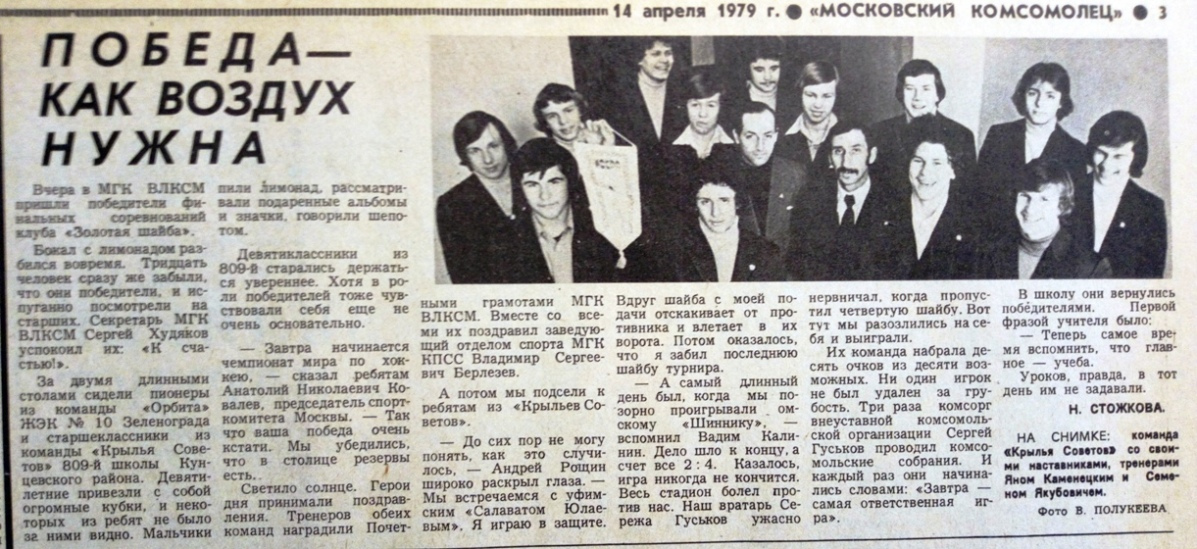 14 апреля 1979 г. ● «МОСКОВСКИЙ КОМСОМОЛЕЦ» ● 3
ПОБЕДА—
КАК ВОЗДУХ
НУЖНА
Вчера в МГК ВЛКСМ
пришли победители фи-
нальных соревнований
клуба «Золотая шайба».
Бокал с лимонадом раз-
бился вовремя. Тридцать
человек сразу же забыли,
что они победители, и ис-
пуганно посмотрели на
старших. Секретарь МГК
ВЛКСМ Сергей Худяков
успокоил их: «К сча-
стью!».
За двумя длинными
столами сидели пионеры
из команды «Орбита»
ЖЭК № 10 Зеленограда
и старшеклассники из
команды «Крылья Сове-
тов» 809-й школы Кун-
цевского района. Девяти-
летние привезли с собой
огромные кубки, и неко-
торых из ребят не было
за ними видно. Мальчики
пили лимонад, рассматри-
вали подаренные альбомы
и значки, говорили шепо-
том.
Девятиклассники из
809-й старались держать-
ся увереннее. Хотя в ро-
ли победителей тоже чув-
ствовали себя еще не
очень основательно.
— Завтра начинается
чемпионат мира по хок-
кею, — сказал ребятам
Анатолий Николаевич Ко-
валев, председатель спорт-
комитета Москвы. — Так
что ваша победа очень
кстати. Мы убедились,
что в столице резервы
есть..
Светило солнце. Герои
дня принимали поздрав-
ления. Тренеров обеих
команд наградили Почет-
ными грамотами МГК
ВЛКСМ. Вместе со все-
ми их поздравил заведую-
щий отделом спорта МГК
КПСС Владимир Сергее-
вич Берлезев.
А потом мы подсели к
ребятам из «Крыльев Со-
ветов».
— До сих пор не могу
понять, как это случи-
лось, — Андрей Рощин
широко раскрыл глаза. —
Мы встречаемся с уфим-
ским «Салаватом Юлае-
вым». Я играю в защите.
Вдруг шайба с моей по-
дачи отскакивает от про-
тивника и влетает в их
ворота. Потом оказалось,
что я забил последнюю
шайбу турнира.
— А самый длинный
день был, когда мы по-
зорно проигрывали ом-
скому «Шиннику», —
вспомнил Вадим Кали-
нин. Дело шло к концу, а
счет все 2 : 4. Казалось,
игра никогда не кончится.
Весь стадион болел про-
тив нас. Наш вратарь Се-
режа Гуськов ужасно
нервничал, когда пропус-
тил четвертую шайбу. Вот
тут мы разозлились на се-
бя и выиграли.
Их команда набрала де-
сять очков из десяти воз-
можных. Ни один игрок
не был удален за гру-
бость. Три раза комсорг
внеуставной комсомоль-
ской организации Сергей
Гуськов проводил комсо-
мольские собрания. И
каждый раз они начина-
лись словами: «Завтра —
самая ответственная иг-
ра».
В школу они вернулись
победителями. Первой
фразой учителя было:
— Теперь самое вре-
мя вспомнить, что глав-
ное — учеба.
Уроков, правда, в тот
день им не задавали.
Н. СТОЖКОВА.
НА СНИМКЕ: команда
«Крылья Советов» со свои-
ми наставниками, тренерами
Яном Каменецким и Семе-
ном Якубовичем.
Фото В. ПОЛУКЕЕВА.